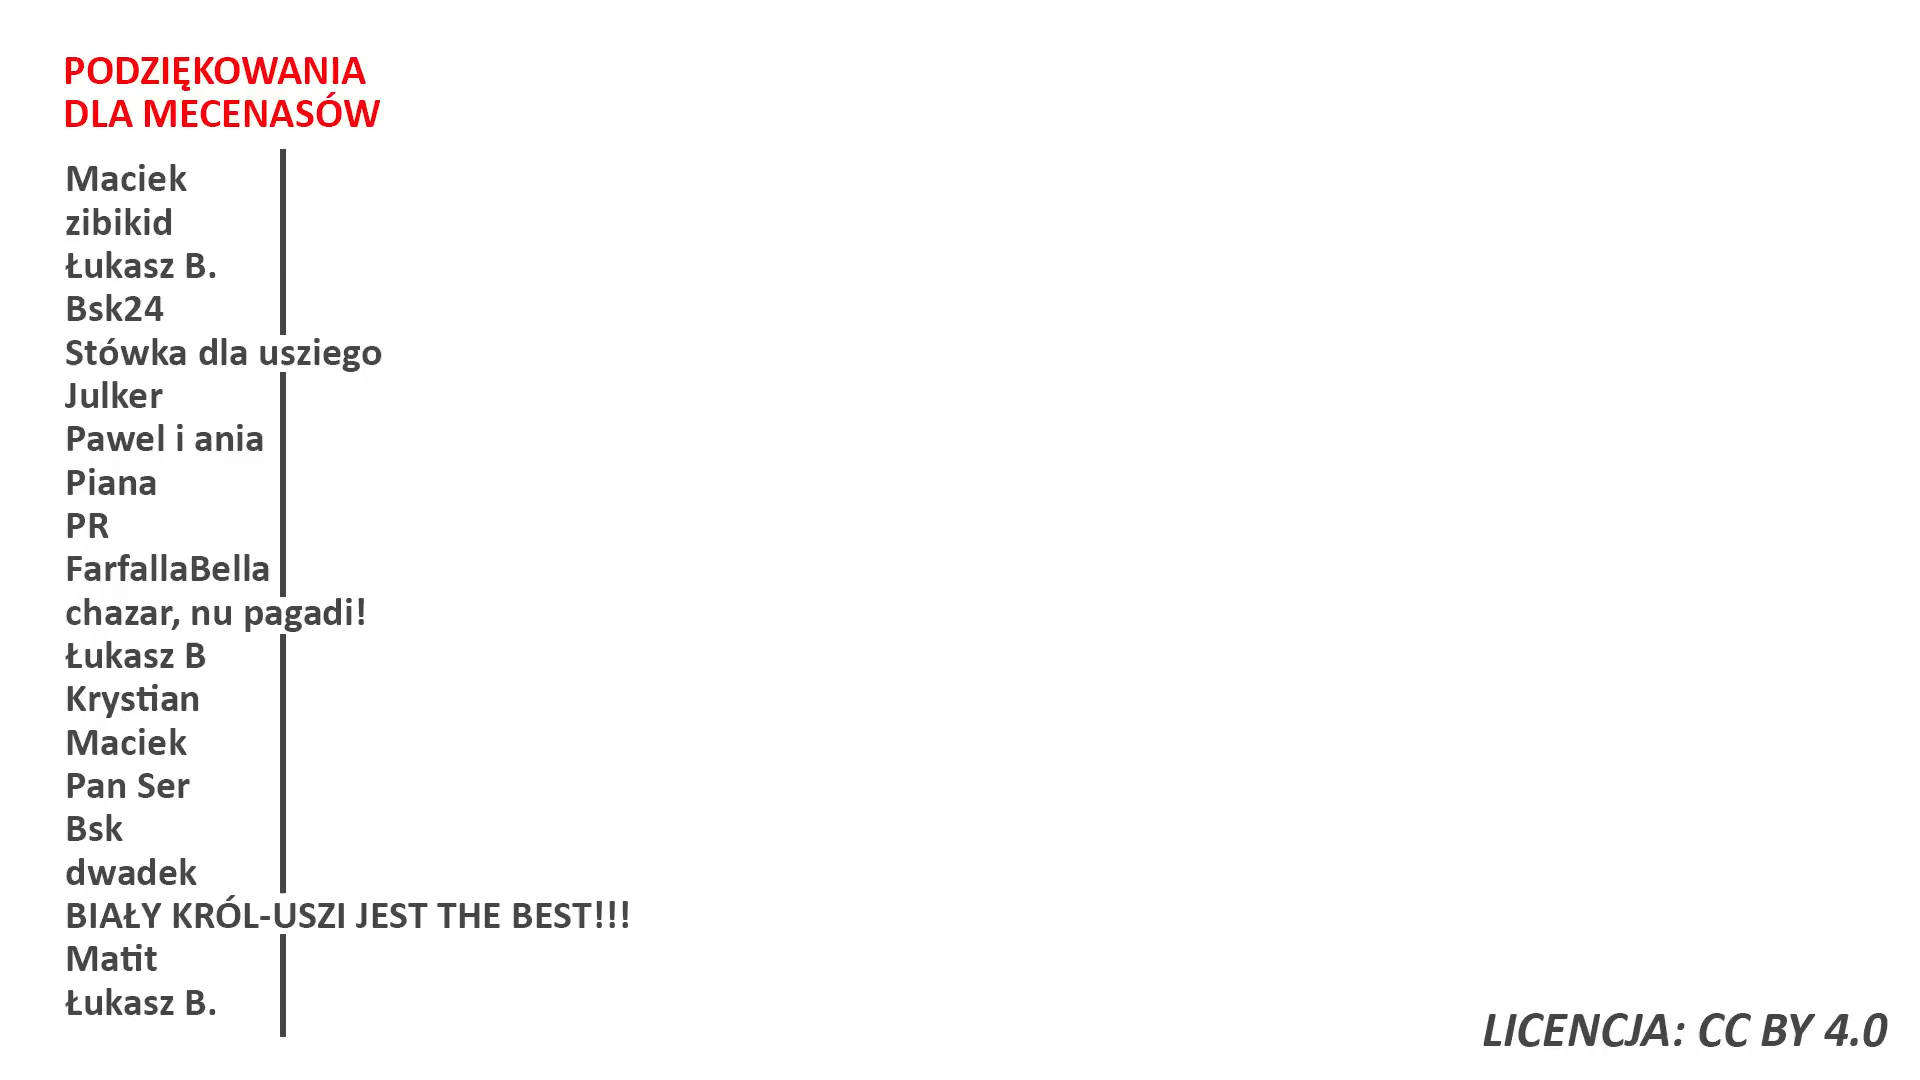 PODZIĘKOWANIA
DLA MECENASÓW
Maciek
zibikid
Łukasz B.
Bsk24
Stówka dla usziego
Julker
Pawel i ania
Piana
PR
FarfallaBella
chazar, nu pagadi!
Łukasz B
Krystian
Maciek
Pan Ser
Bsk
dwadek
BIAŁY KRÓL-USZI JEST THE BEST!!!
Matit
Łukasz B.
LICENCJA: CC BY 4.0